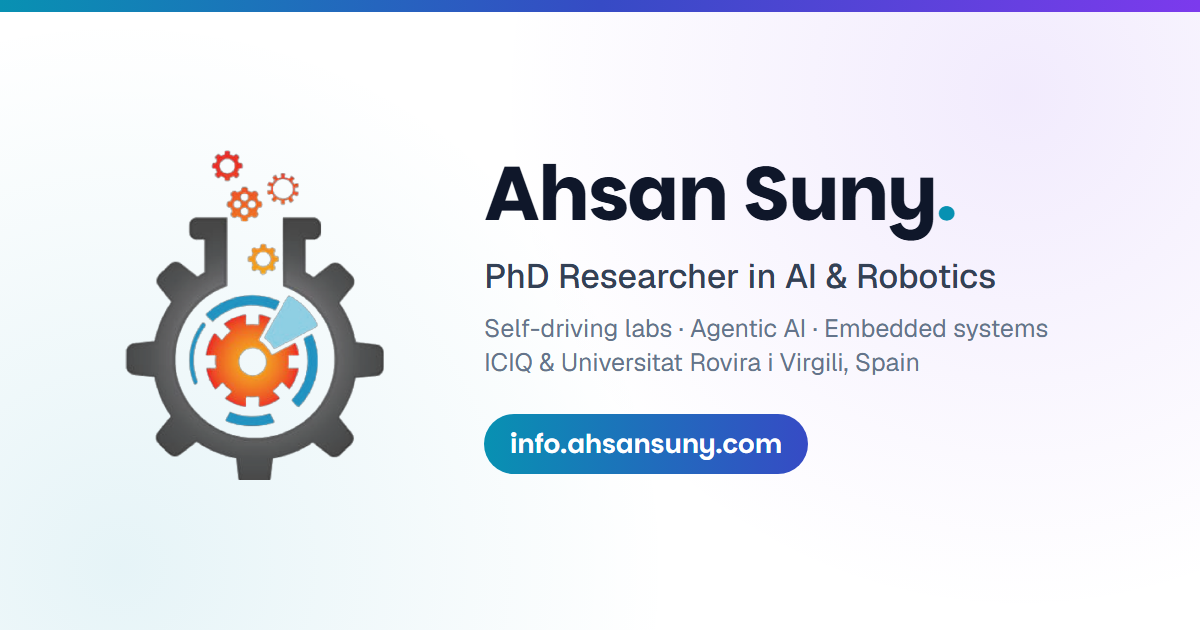 Ahsan Suny.
PhD Researcher in AI & Robotics
Self-driving labs · Agentic AI · Embedded systems
ICIQ & Universitat Rovira i Virgili, Spain
info.ahsansuny.com